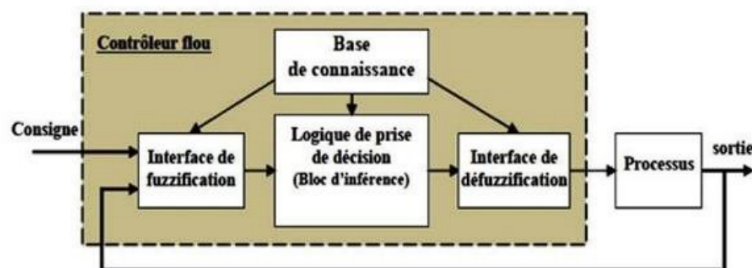 Contrôleur flou
Base
de connaissance
Consigne
Interface de
fuzzification
Logique de prise
de décision
(Bloc d'inférence)
Interface de
défuzzification
Processus
sortie